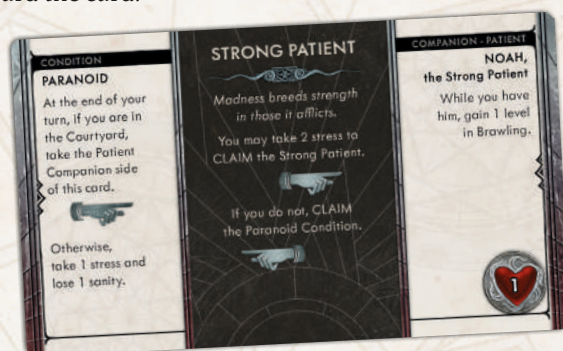 CONDITION
PARANOID
At the end of your
turn, if you are in
the Courtyard,
take the Patient
Companion side
of this card.
Otherwise,
take 1 stress and
lose 1 sanity.
STRONG PATIENT
Madness breeds strength
in those it afflicts.
You may take 2 stress to
CLAIM the Strong Patient.
If you do not, CLAIM
the Paranoid Condition.
COMPANION - PATIENT
NOAH,
the Strong Patient
While you have
him, gain 1 level
in Brawling.
1